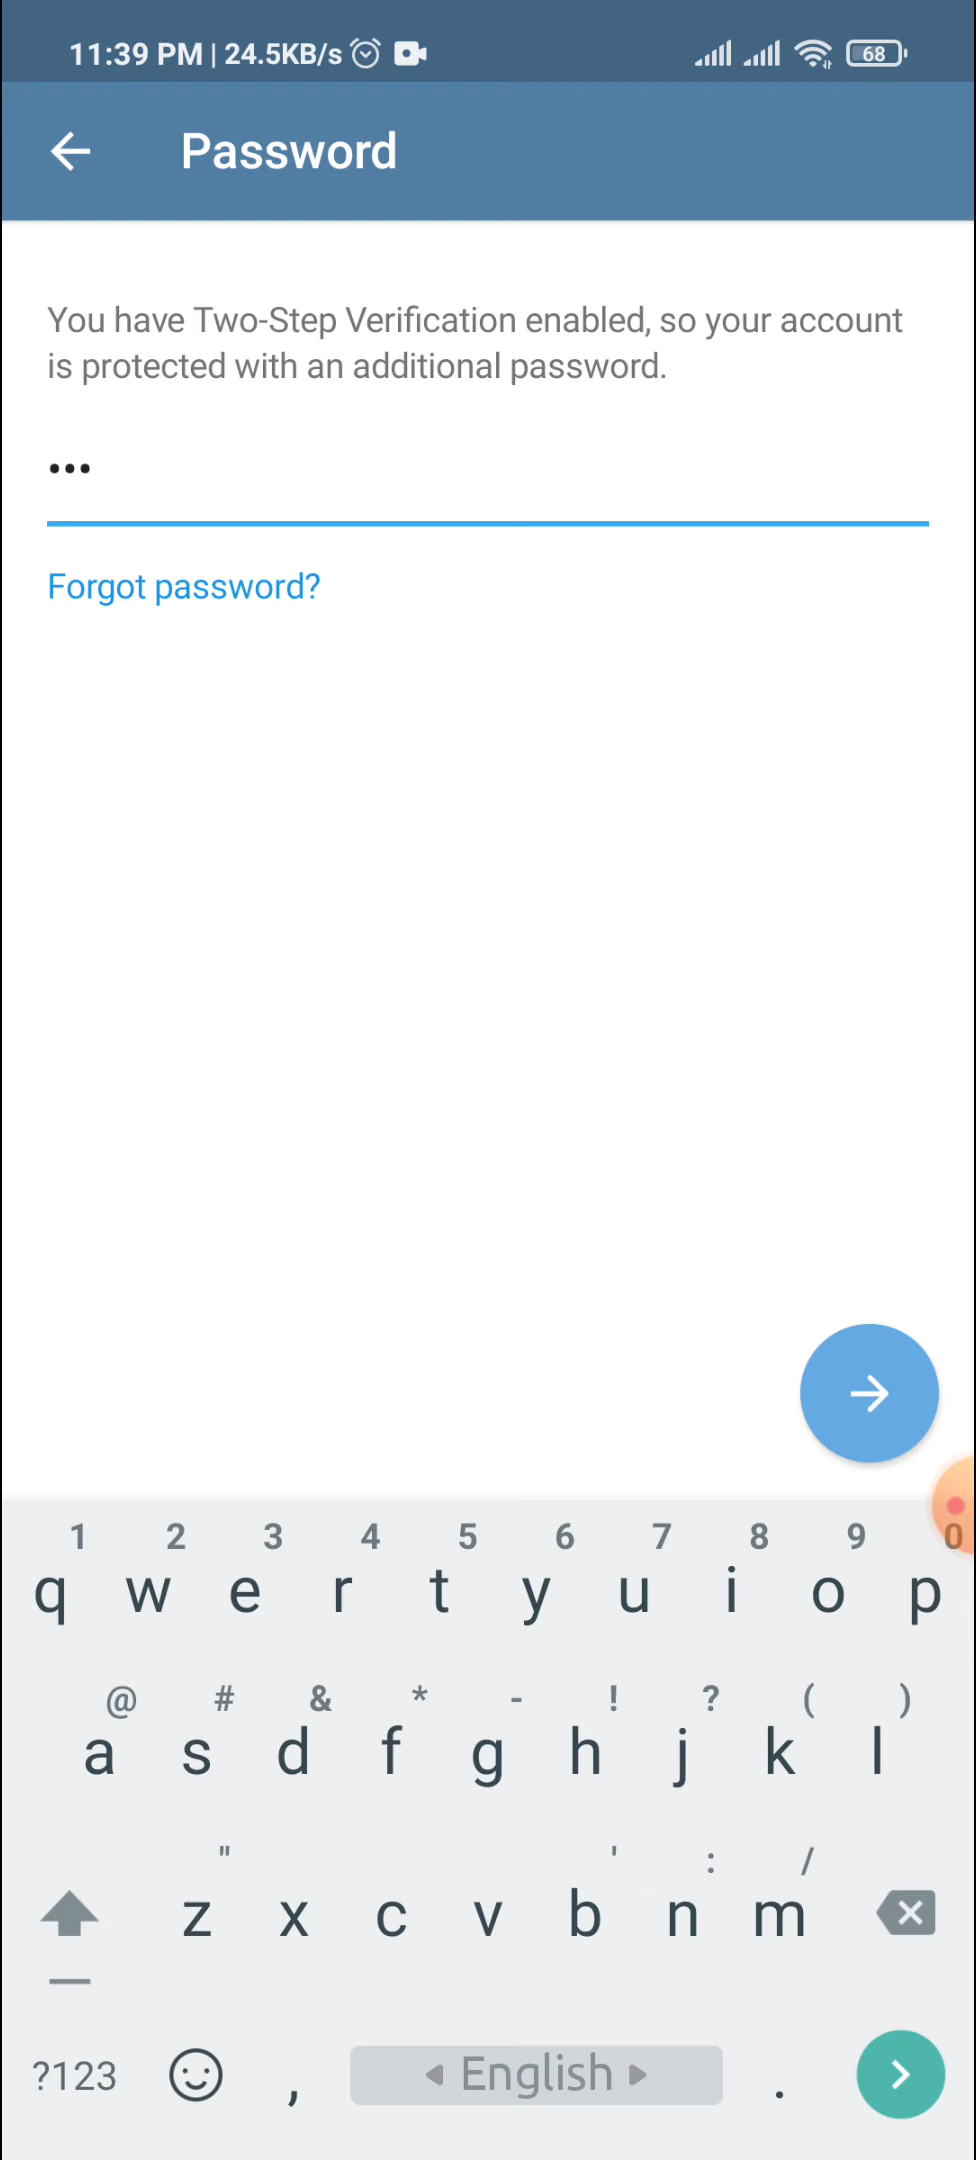 11:39 PM | 24.5KB/s 68
Password
You have Two-Step Verification enabled, so your account
is protected with an additional password.
•••
Forgot password?
1 2 3 4 5 6 7 8 9 0
q w e r t y u i o p
@ # & * - ! ? ( )
a s d f g h j k l
" ' : /
z x c v b n m
?123 , English .